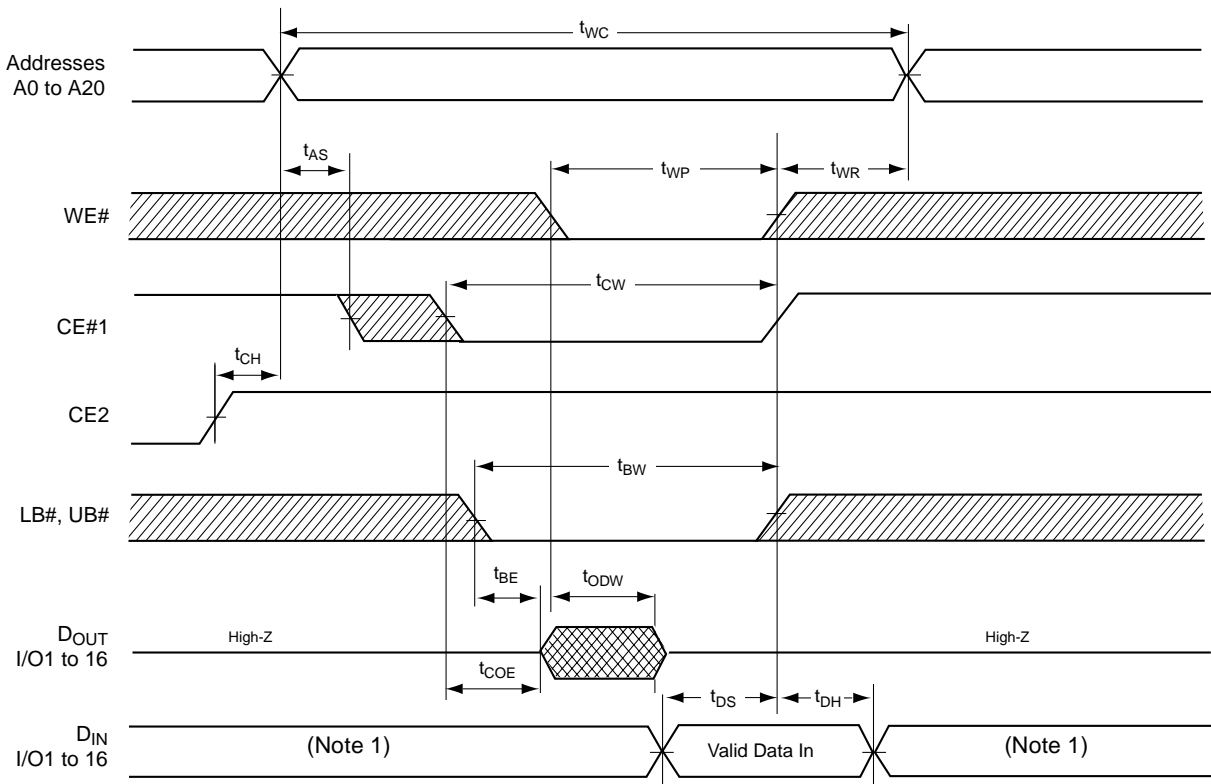 tWC
Addresses
A0 to A20
tAS
tWP
tWR
WE#
tCW
CE#1
tCH
CE2
tBW
LB#, UB#
tBE
tODW
DOUT
I/O1 to 16
High-Z
High-Z
tCOE
tDS
tDH
DIN
I/O1 to 16
(Note 1)
Valid Data In
(Note 1)